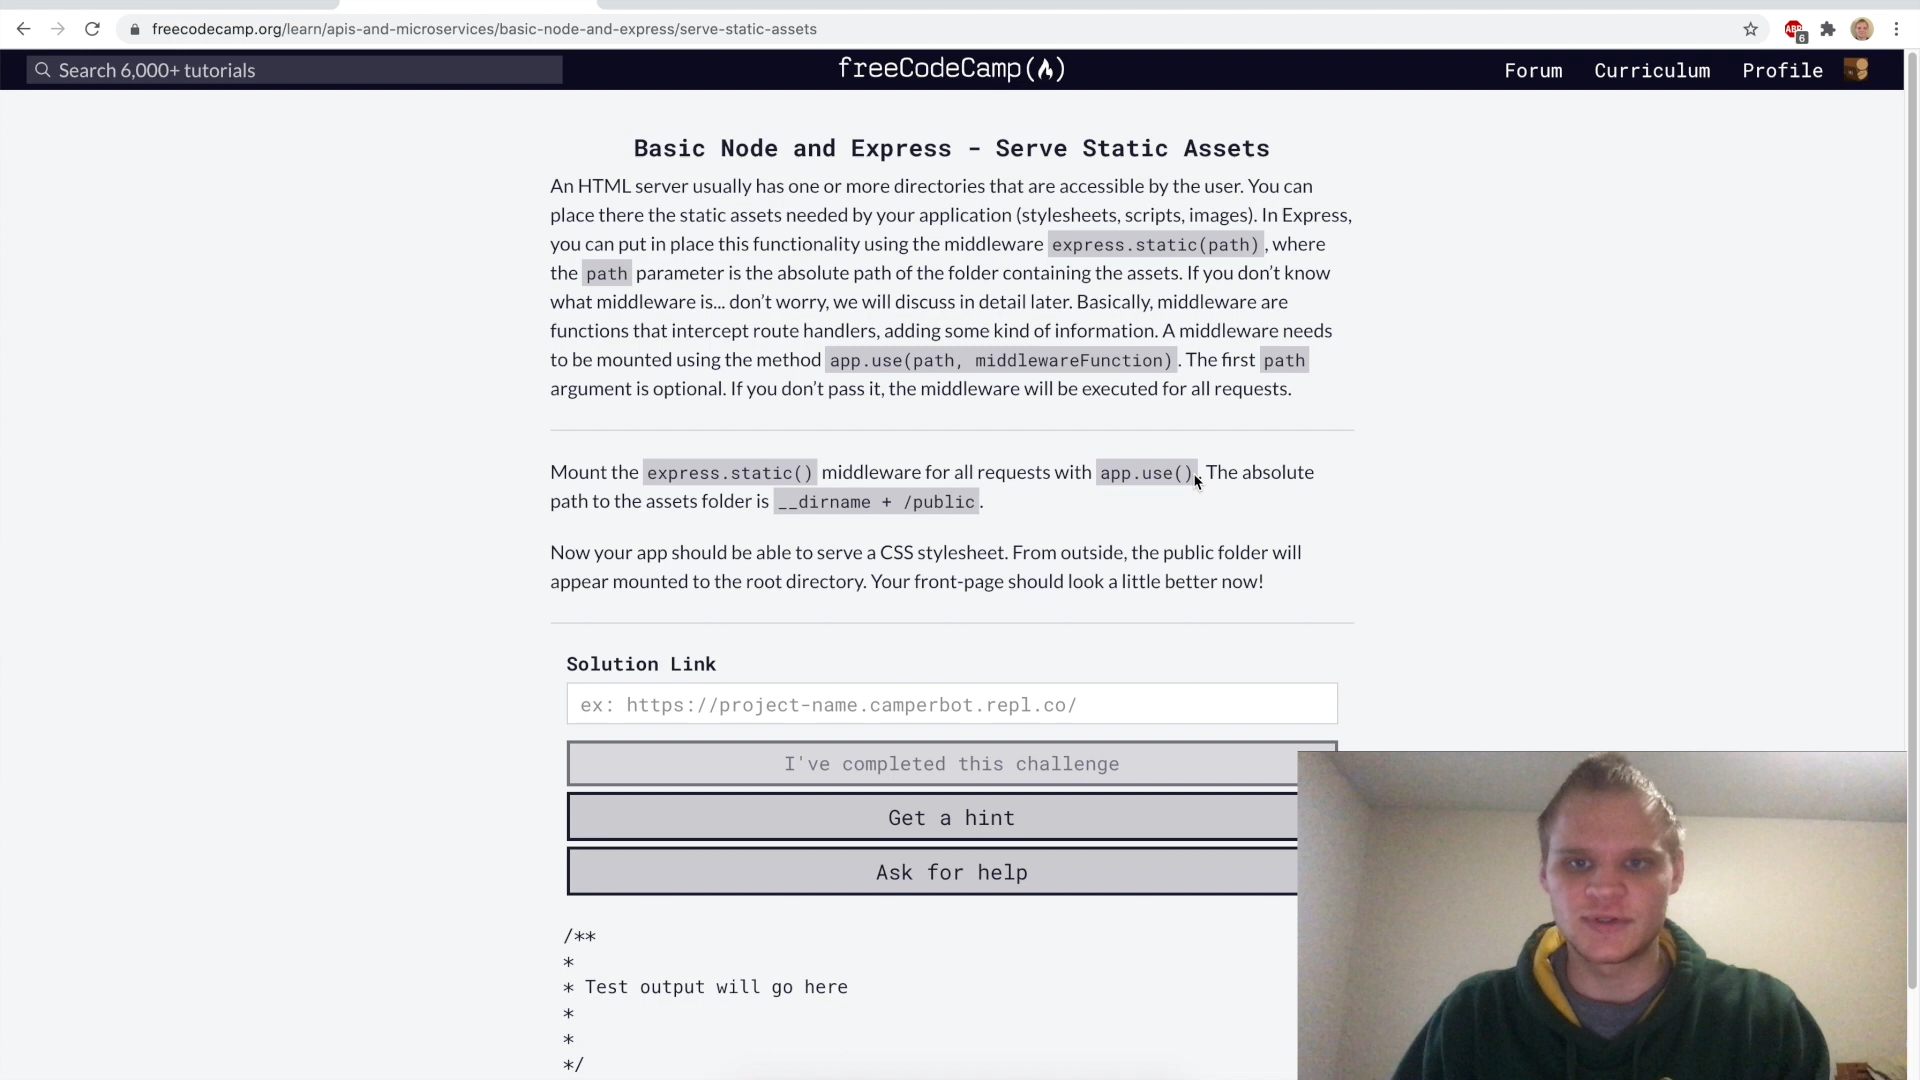 freecodecamp.org/learn/apis-and-microservices/basic-node-and-express/serve-static-assets
ABP
6
Search 6,000+ tutorials
freeCodeCamp
Forum
Curriculum
Profile
Basic Node and Express - Serve Static Assets
An HTML server usually has one or more directories that are accessible by the user. You can
place there the static assets needed by your application (stylesheets, scripts, images). In Express,
you can put in place this functionality using the middleware express.static(path), where
the path parameter is the absolute path of the folder containing the assets. If you don’t know
what middleware is... don’t worry, we will discuss in detail later. Basically, middleware are
functions that intercept route handlers, adding some kind of information. A middleware needs
to be mounted using the method app.use(path, middlewareFunction). The first path
argument is optional. If you don’t pass it, the middleware will be executed for all requests.
Mount the express.static() middleware for all requests with app.use(). The absolute
path to the assets folder is __dirname + /public.
Now your app should be able to serve a CSS stylesheet. From outside, the public folder will
appear mounted to the root directory. Your front-page should look a little better now!
Solution Link
ex: https://project-name.camperbot.repl.co/
I've completed this challenge
Get a hint
Ask for help
/**
*
* Test output will go here
*
*
*/